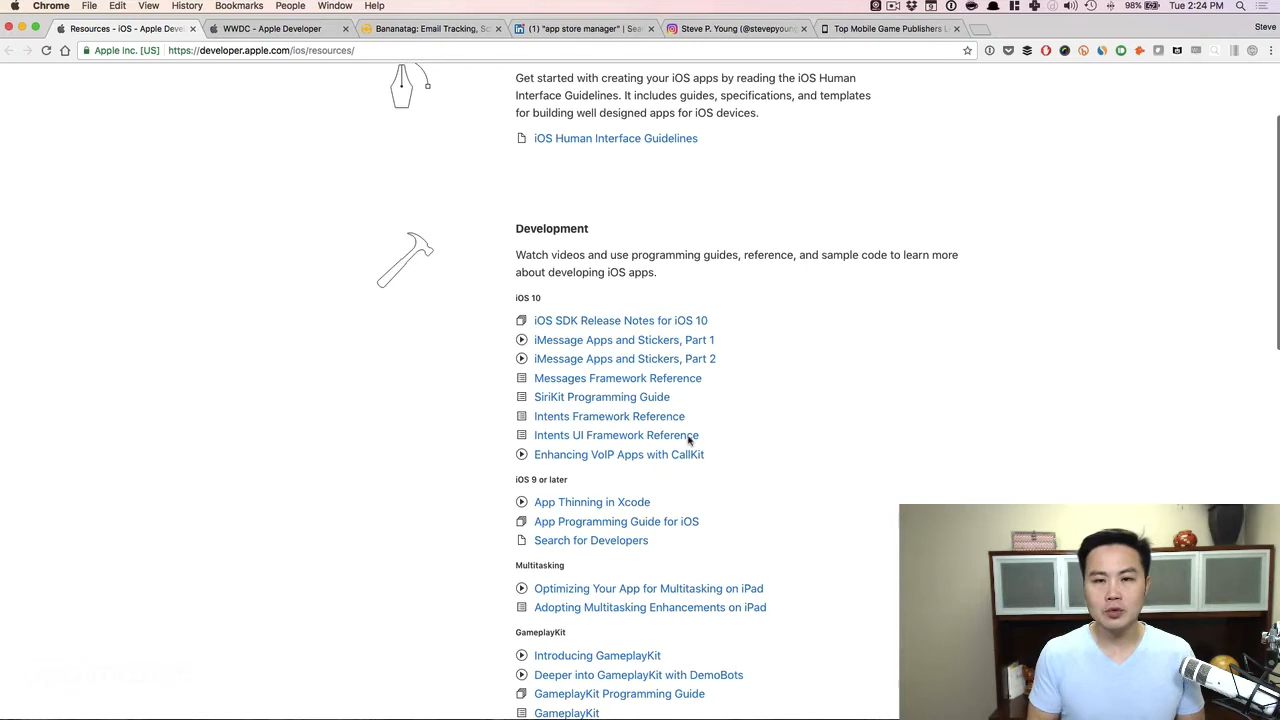 Chrome File Edit View History Bookmarks People Window Help 98% Tue 2:24 PM
Resources - iOS - Apple Deve WWDC - Apple Developer Bananatag: Email Tracking, Sc (1) "app store manager" | Sea Steve P. Young (@stevepyoung Top Mobile Game Publishers L Steve
Apple Inc. [US] https://developer.apple.com/ios/resources/
Get started with creating your iOS apps by reading the iOS Human
Interface Guidelines. It includes guides, specifications, and templates
for building well designed apps for iOS devices.
iOS Human Interface Guidelines
Development
Watch videos and use programming guides, reference, and sample code to learn more
about developing iOS apps.
iOS 10
iOS SDK Release Notes for iOS 10
iMessage Apps and Stickers, Part 1
iMessage Apps and Stickers, Part 2
Messages Framework Reference
SiriKit Programming Guide
Intents Framework Reference
Intents UI Framework Reference
Enhancing VoIP Apps with CallKit
iOS 9 or later
App Thinning in Xcode
App Programming Guide for iOS
Search for Developers
Multitasking
Optimizing Your App for Multitasking on iPad
Adopting Multitasking Enhancements on iPad
GameplayKit
Introducing GameplayKit
Deeper into GameplayKit with DemoBots
GameplayKit Programming Guide
GameplayKit